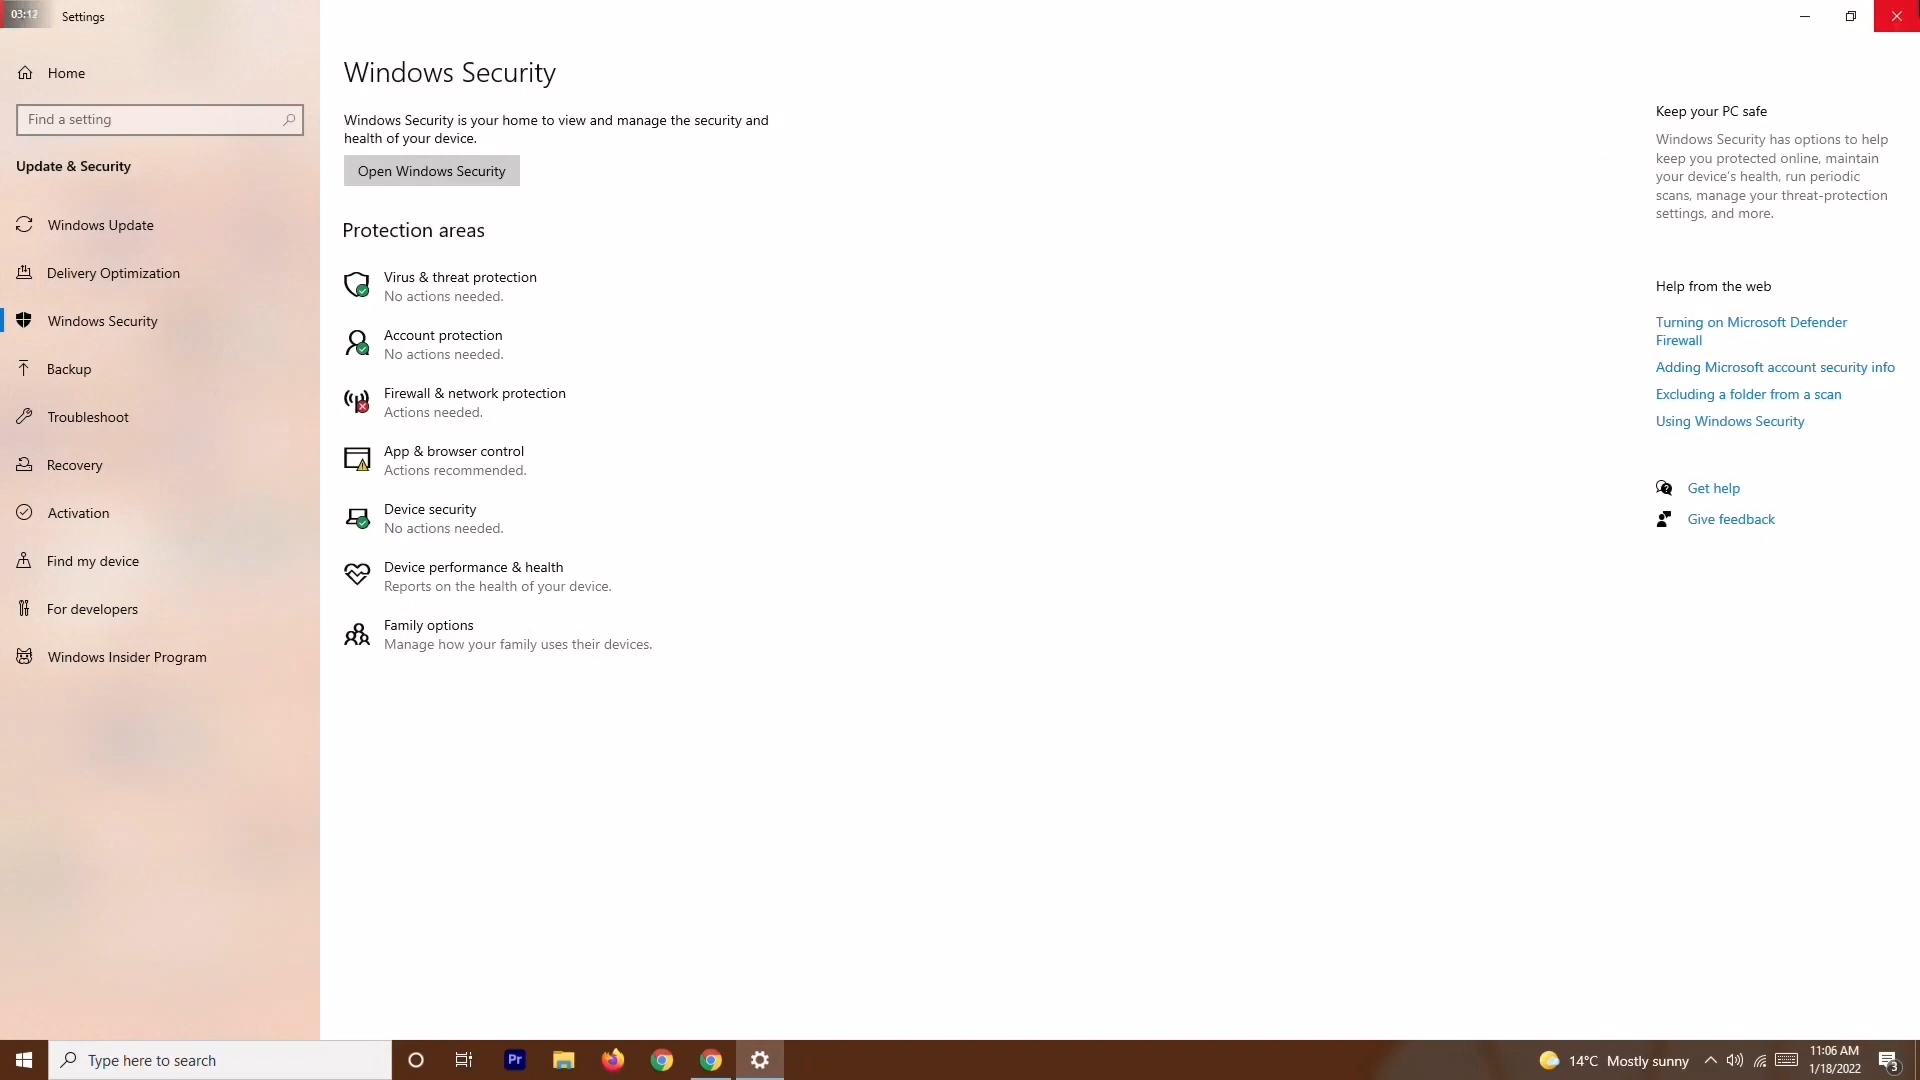 03:12
Settings
Home
Find a setting
Update & Security
Windows Update
Delivery Optimization
Windows Security
Backup
Troubleshoot
Recovery
Activation
Find my device
For developers
Windows Insider Program
Windows Security
Windows Security is your home to view and manage the security and
health of your device.
Open Windows Security
Protection areas
Virus & threat protection
No actions needed.
Account protection
No actions needed.
Firewall & network protection
Actions needed.
App & browser control
Actions recommended.
Device security
No actions needed.
Device performance & health
Reports on the health of your device.
Family options
Manage how your family uses their devices.
Keep your PC safe
Windows Security has options to help
keep you protected online, maintain
your device's health, run periodic
scans, manage your threat-protection
settings, and more.
Help from the web
Turning on Microsoft Defender
Firewall
Adding Microsoft account security info
Excluding a folder from a scan
Using Windows Security
Get help
Give feedback
Type here to search
Pr
14°C Mostly sunny
11:06 AM
1/18/2022
3